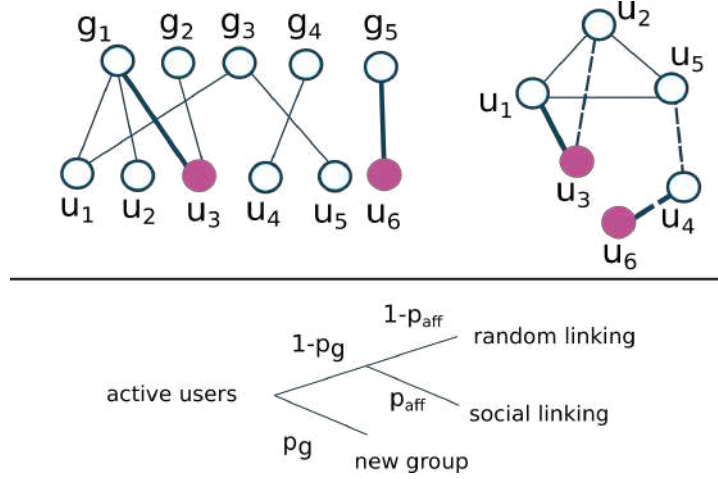 g1 g2 g3 g4 g5
u1 u2 u3 u4 u5 u6
u2
u5
u1
u3
u4
u6
1-paff
random linking
1-pg
active users
paff
social linking
pg
new group